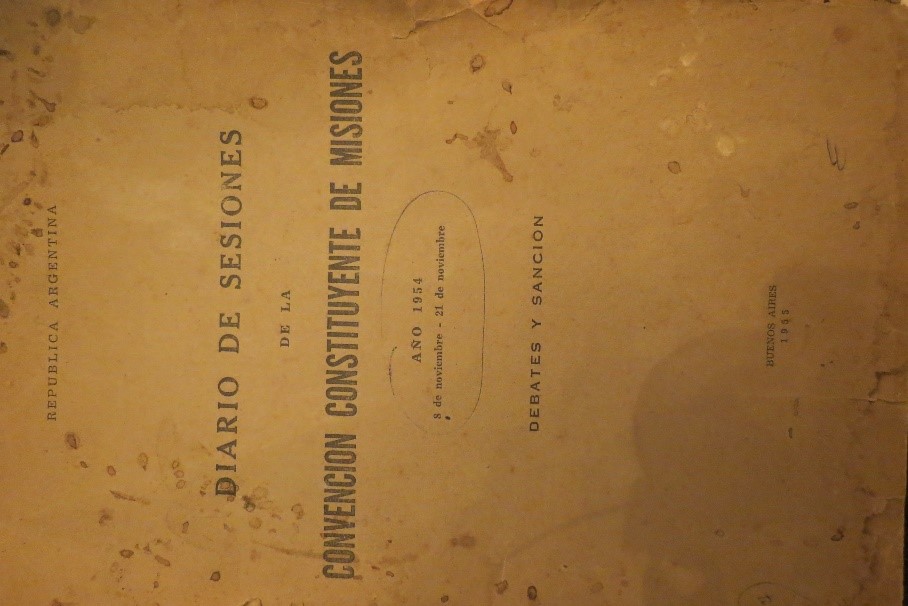 REPUBLICA ARGENTINA
DIARIO DE SESIONES
DE LA
CONVENCION CONSTITUYENTE DE MISIONES
AÑO 1954
8 de noviembre - 21 de noviembre
DEBATES Y SANCION
BUENOS AIRES
1955